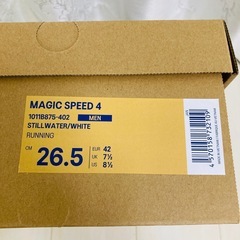 MAGIC SPEED 4
1011B875-402 MEN
STILLWATER/WHITE
RUNNING
CM 26.5
EUR 42
UK 7½
US 8½
4570158732109